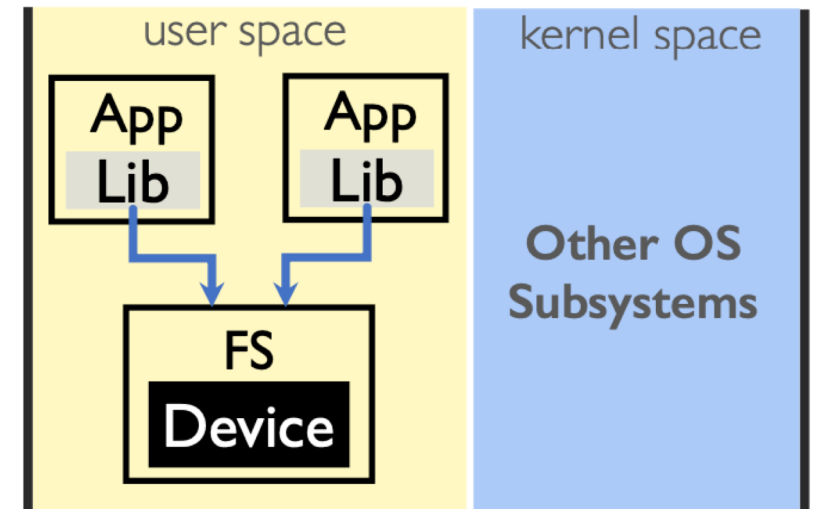 user space
kernel space
App
Lib
App
Lib
Other OS
Subsystems
FS
Device